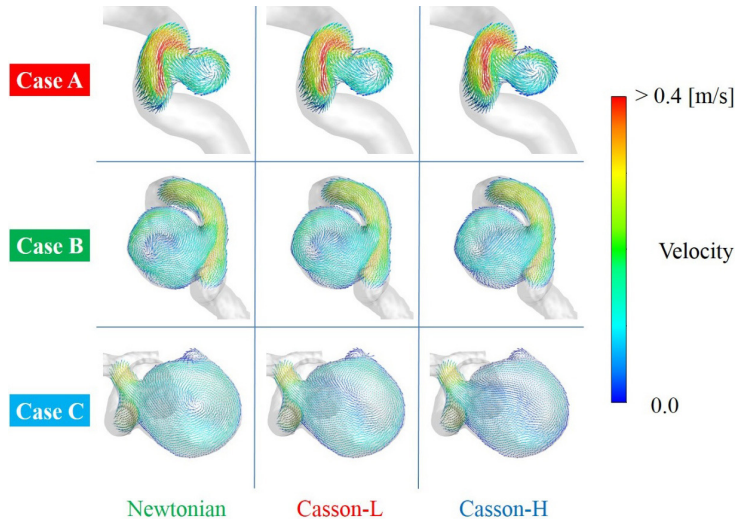 Case A
> 0.4 [m/s]
Case B
Velocity
Case C
0.0
Newtonian
Casson-L
Casson-H